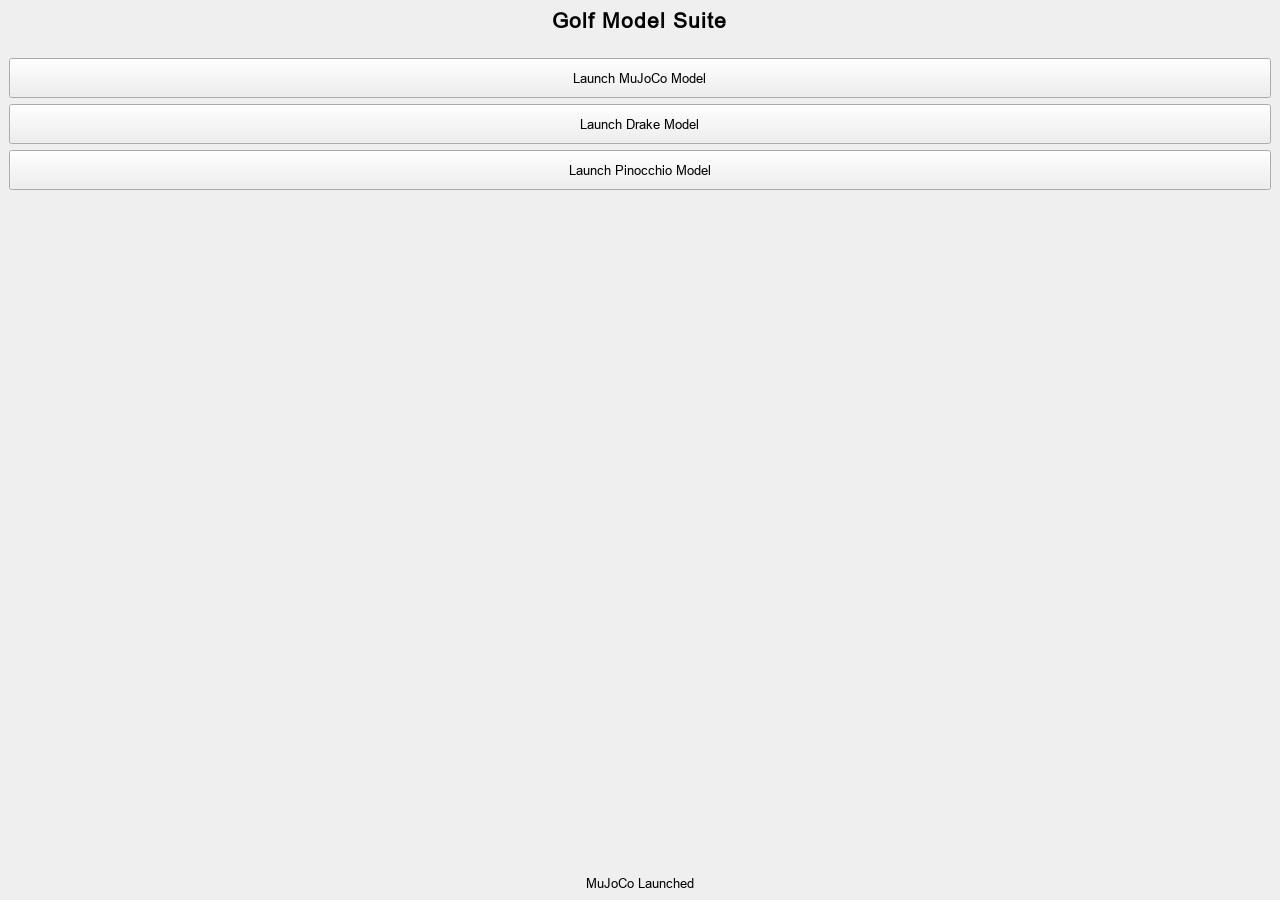 Golf Model Suite
Launch MuJoCo Model
Launch Drake Model
Launch Pinocchio Model
MuJoCo Launched